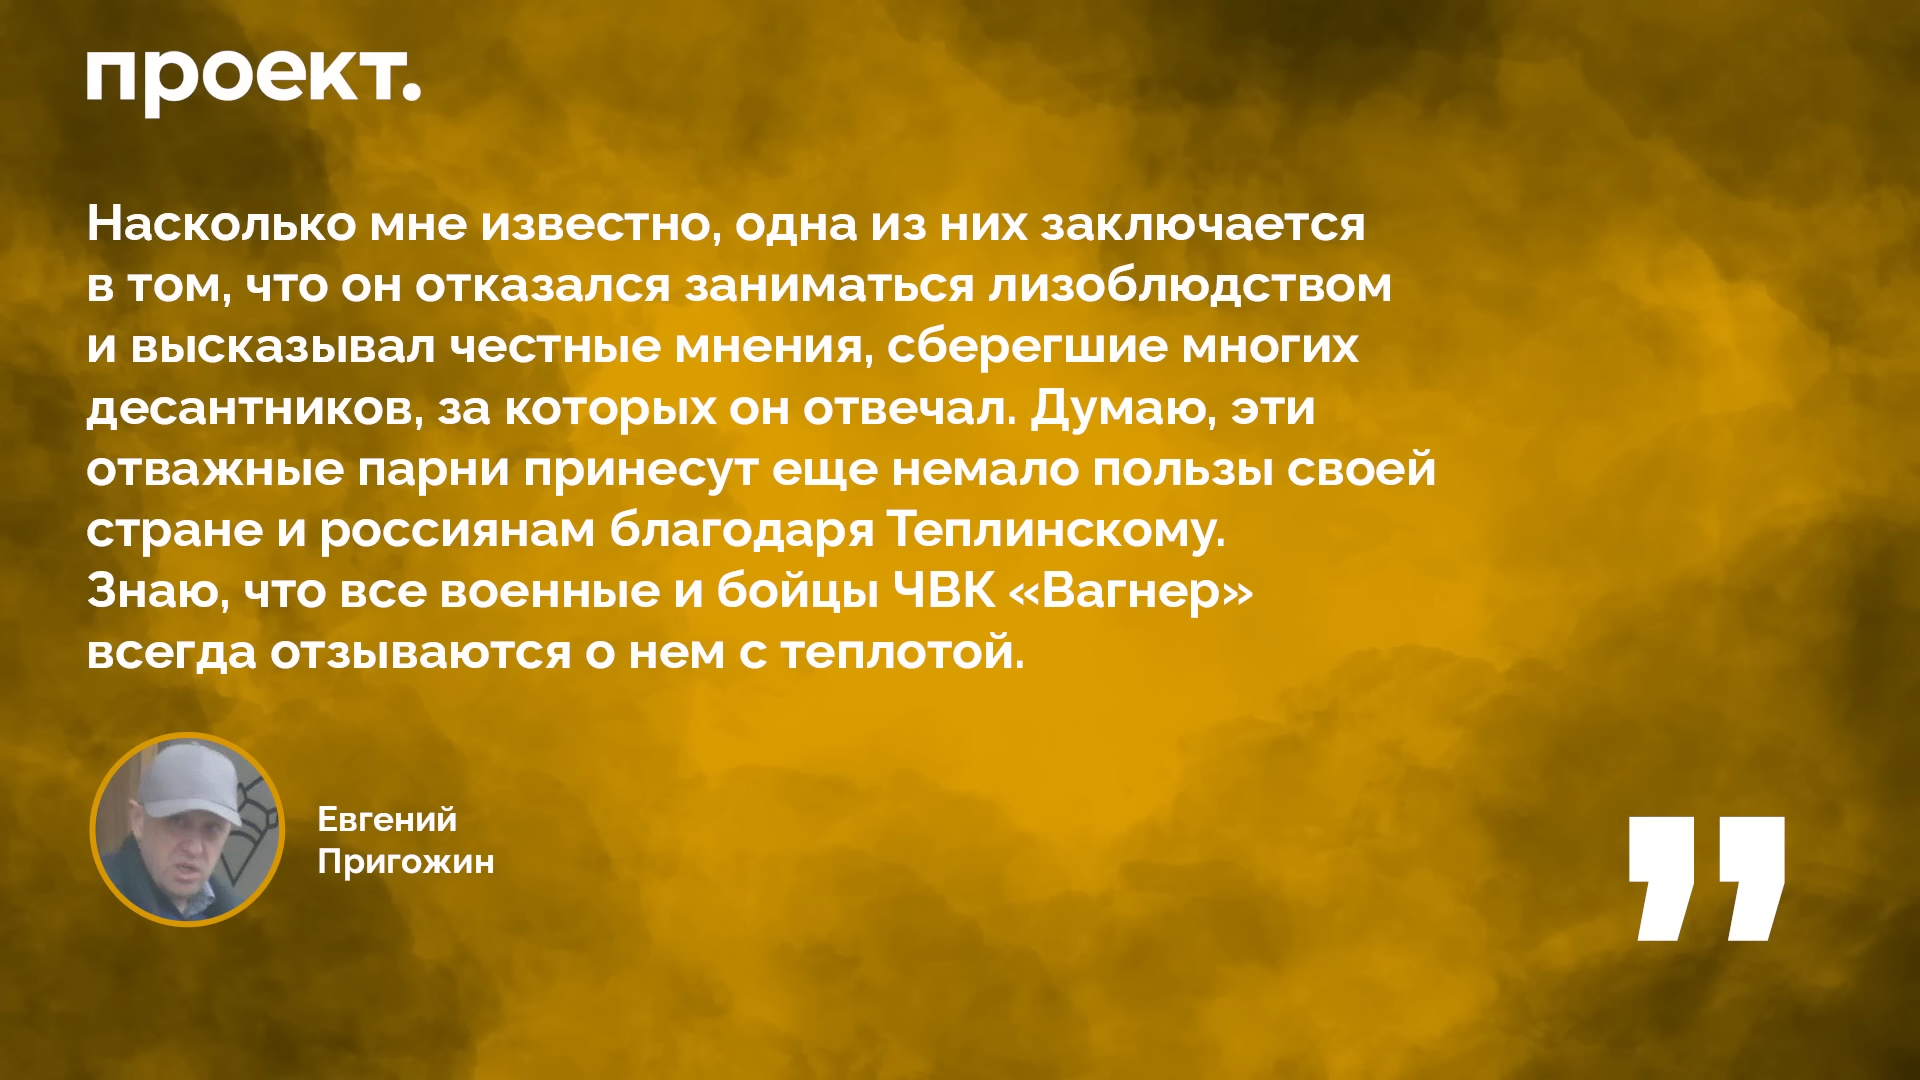 проект.
Насколько мне известно, одна из них заключается
в том, что он отказался заниматься лизоблюдством
и высказывал честные мнения, сберегшие многих
десантников, за которых он отвечал. Думаю, эти
отважные парни принесут еще немало пользы своей
стране и россиянам благодаря Теплинскому.
Знаю, что все военные и бойцы ЧВК «Вагнер»
всегда отзываются о нем с теплотой.
Евгений
Пригожин
”